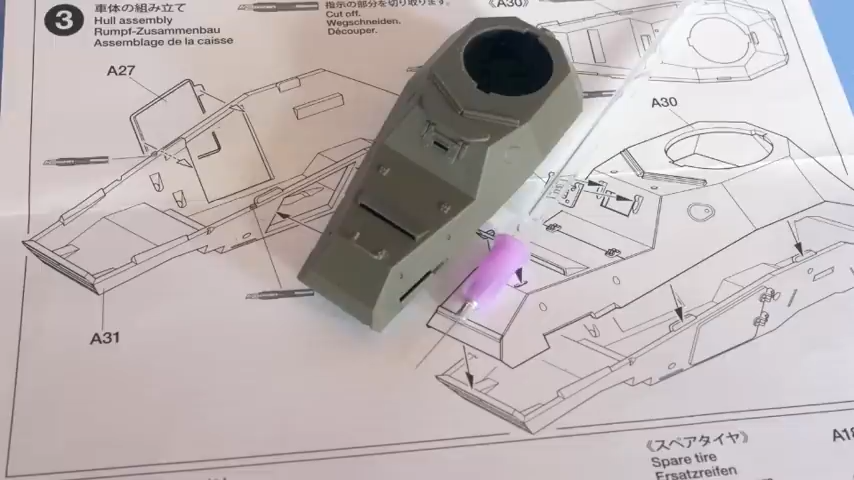 3
車体の組み立て
Hull assembly
Rumpf-Zusammenbau
Assemblage de la caisse
指示の部分を切り取ります。
Cut off.
Wegschneiden.
Découper.
《A30》
A27
A30
A31
《スペアタイヤ》
Spare tire
Ersatzreifen